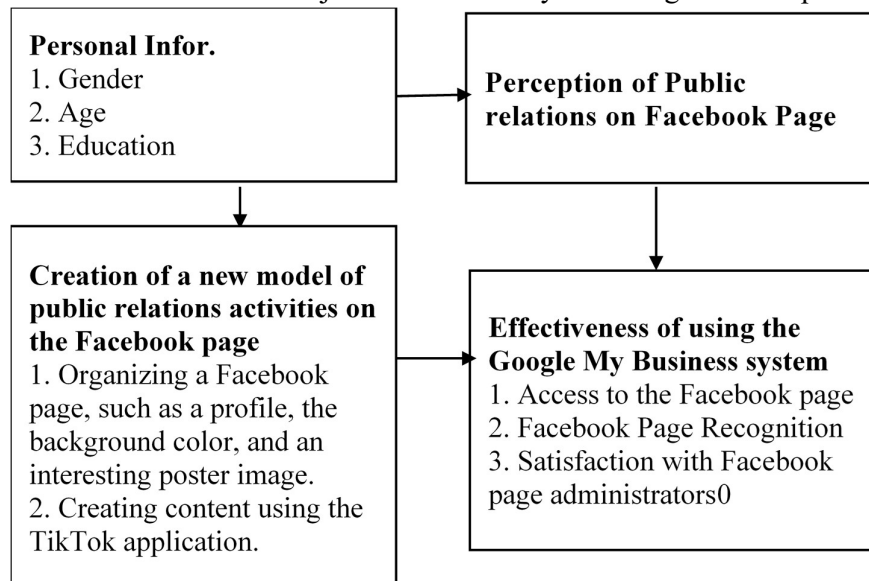 Personal Infor.
1. Gender
2. Age
3. Education
Perception of Public
relations on Facebook Page
Creation of a new model of
public relations activities on
the Facebook page
1. Organizing a Facebook
page, such as a profile, the
background color, and an
interesting poster image.
2. Creating content using the
TikTok application.
Effectiveness of using the
Google My Business system
1. Access to the Facebook page
2. Facebook Page Recognition
3. Satisfaction with Facebook
page administrators0